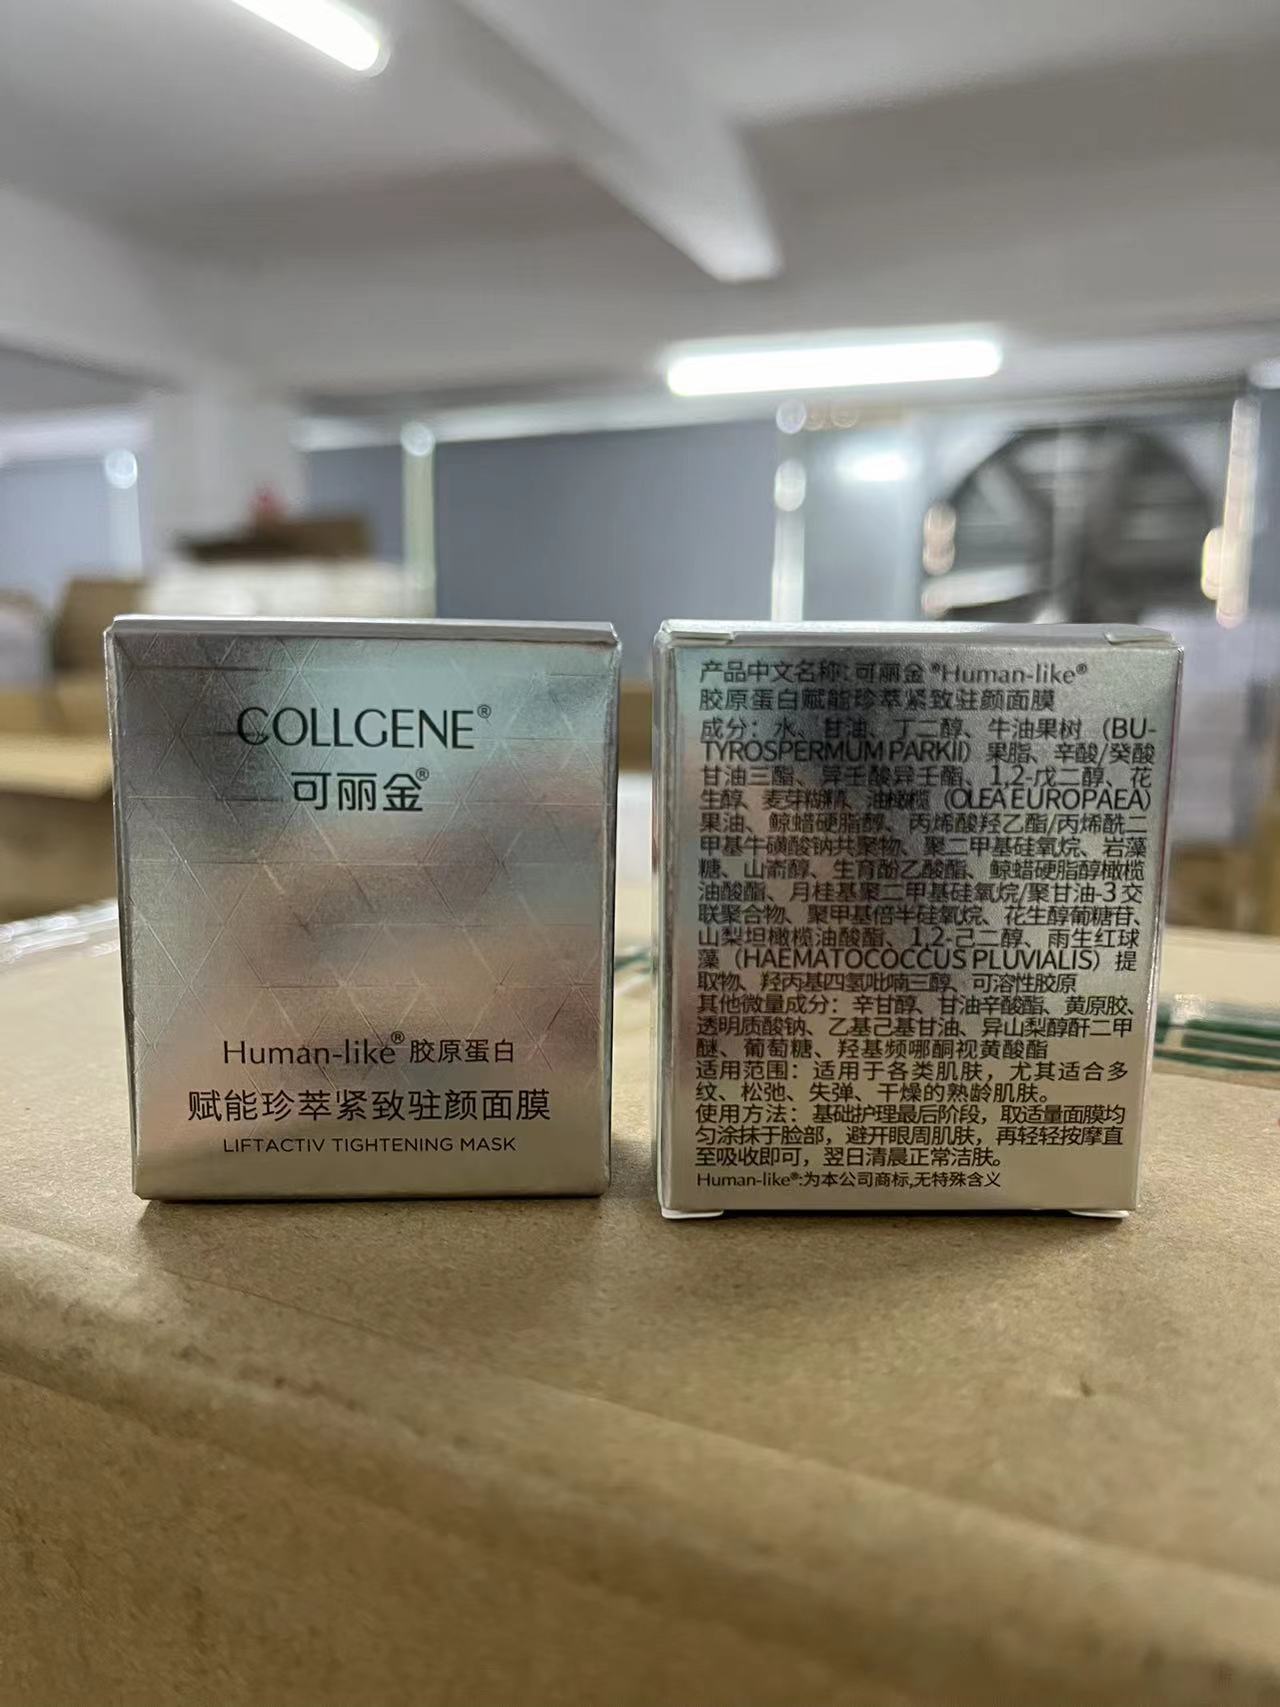 COLLGENE®
可丽金®
Human-like®胶原蛋白
赋能珍萃紧致驻颜面膜
LIFTACTIV TIGHTENING MASK
产品中文名称:可丽金®Human-like®
胶原蛋白赋能珍萃紧致驻颜面膜
成分：水、甘油、丁二醇、牛油果树（BU-
TYROSPERMUM PARKII）果脂、辛酸/癸酸
甘油三酯、异壬酸异壬酯、1,2-戊二醇、花
生醇、麦芽糊精、油橄榄（OLEA EUROPAEA）
果油、鲸蜡硬脂醇、丙烯酸羟乙酯/丙烯酰二
甲基牛磺酸钠共聚物、聚二甲基硅氧烷、岩藻
糖、山嵛醇、生育酚乙酸酯、鲸蜡硬脂醇橄榄
油酸酯、月桂基聚二甲基硅氧烷/聚甘油-3交
联聚合物、聚甲基倍半硅氧烷、花生醇葡糖苷、
山梨坦橄榄油酸酯、1,2-己二醇、雨生红球
藻（HAEMATOCOCCUS PLUVIALIS）提
取物、羟丙基四氢吡喃三醇、可溶性胶原
其他微量成分：辛甘醇、甘油辛酸酯、黄原胶、
透明质酸钠、乙基己基甘油、异山梨醇酐二甲
醚、葡萄糖、羟基频哪酮视黄酸酯
适用范围：适用于各类肌肤，尤其适合多
纹、松弛、失弹、干燥的熟龄肌肤。
使用方法：基础护理最后阶段，取适量面膜均
匀涂抹于脸部，避开眼周肌肤，再轻轻按摩直
至吸收即可，翌日清晨正常洁肤。
Human-like®:为本公司商标,无特殊含义